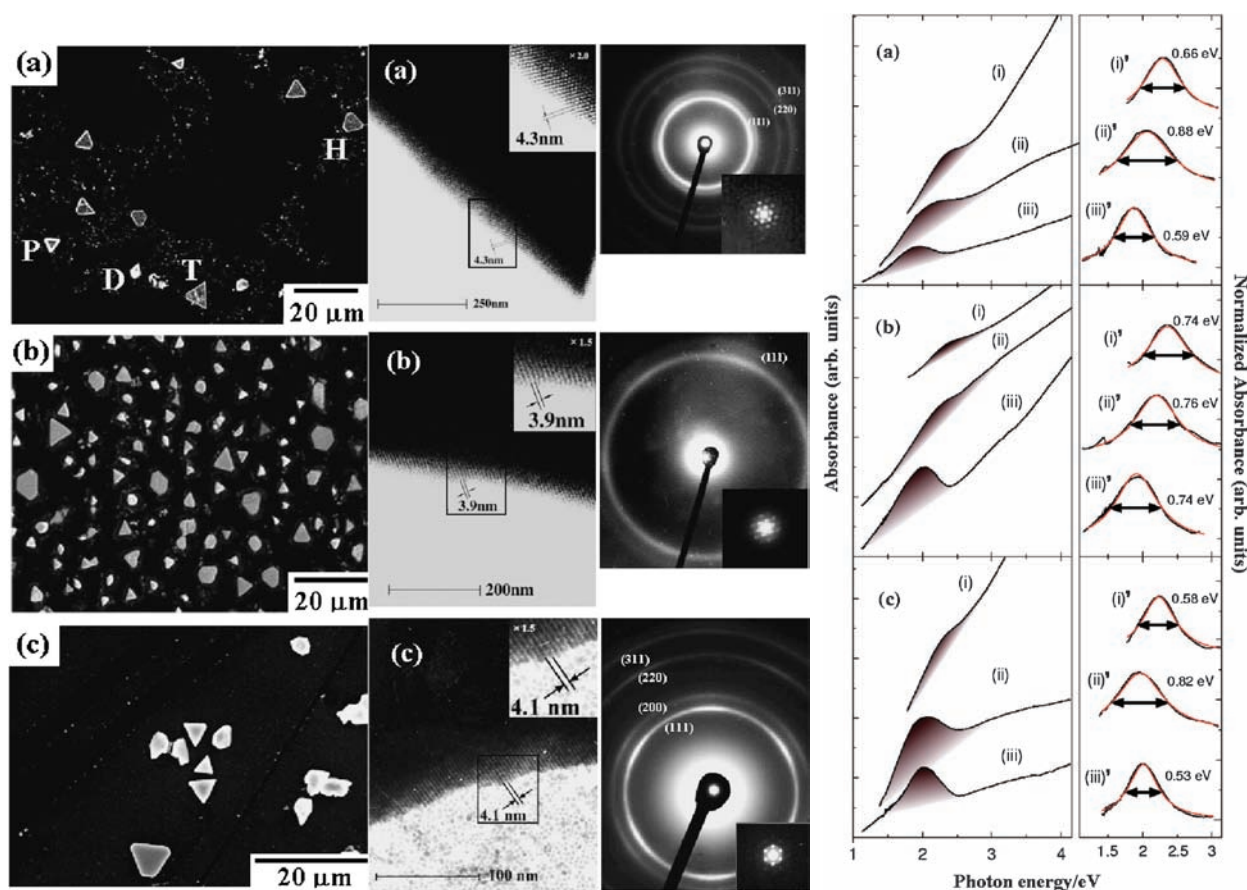 (a)
P
D
T
H
20 μm
(b)
20 μm
(c)
20 μm
(a)
× 2.0
4.3nm
4.3nm
250nm
(b)
× 1.5
3.9nm
3.9nm
200nm
(c)
× 1.5
4.1 nm
4.1 nm
100 nm
(311)
(220)
(111)
(111)
(311)
(220)
(200)
(111)
Absorbance (arb. units)
(a)
(i)
(ii)
(iii)
(b)
(i)
(ii)
(iii)
(c)
(i)
(ii)
(iii)
1 2 3 4
(i)' 0.66 eV
(ii)' 0.88 eV
(iii)' 0.59 eV
(i)' 0.74 eV
(ii)' 0.76 eV
(iii)' 0.74 eV
(i)' 0.58 eV
(ii)' 0.82 eV
(iii)' 0.53 eV
1.5 2 2.5 3
Normalized Absorbance (arb. units)
Photon energy/eV